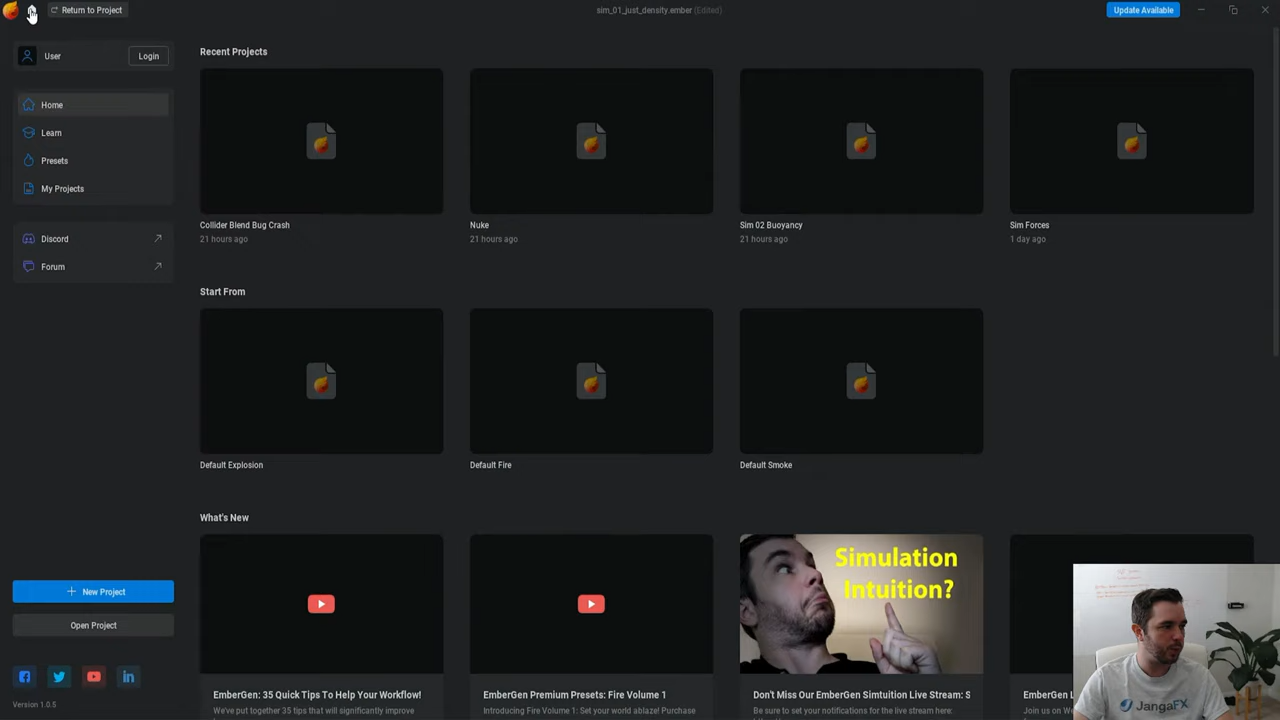 Return to Project
sim_01_just_density.ember (Edited)
Update Available
User
Login
Home
Learn
Presets
My Projects
Discord
Forum
Recent Projects
Collider Blend Bug Crash
21 hours ago
Nuke
21 hours ago
Sim 02 Buoyancy
21 hours ago
Sim Forces
1 day ago
Start From
Default Explosion
Default Fire
Default Smoke
What's New
Simulation
Intuition?
EmberGen: 35 Quick Tips To Help Your Workflow!
We've put together 35 tips that will significantly improve
EmberGen Premium Presets: Fire Volume 1
Introducing Fire Volume 1: Set your world ablaze! Purchase
Don't Miss Our EmberGen Simtuition Live Stream: S
Be sure to set your notifications for the live stream here:
EmberGen L
Join us on We
New Project
Open Project
Version 1.0.5
JangaFX